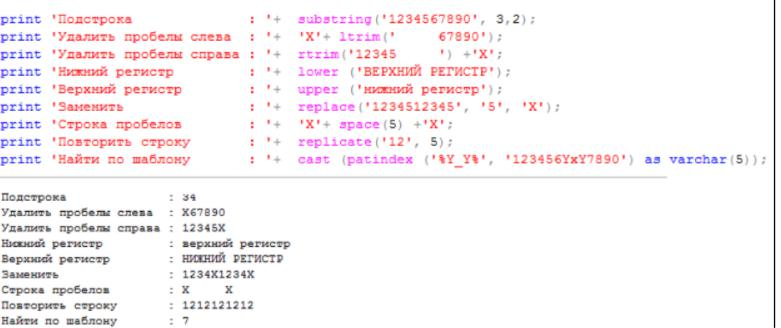 print 'Подстрока                : '+  substring('1234567890', 3,2);
print 'Удалить пробелы слева  : '+  'X'+ ltrim('      67890');
print 'Удалить пробелы справа : '+  rtrim('12345      ') +'X';
print 'Нижний регистр          : '+  lower ('ВЕРХНИЙ РЕГИСТР');
print 'Верхний регистр         : '+  upper ('нижний регистр');
print 'Заменить                : '+  replace('1234512345', '5', 'X');
print 'Строка пробелов         : '+  'X'+ space(5) +'X';
print 'Повторить строку        : '+  replicate('12', 5);
print 'Найти по шаблону        : '+  cast (patindex ('%Y_Y%', '123456YxY7890') as varchar(5));
Подстрока              : 34
Удалить пробелы слева  : X67890
Удалить пробелы справа : 12345X
Нижний регистр         : верхний регистр
Верхний регистр        : НИЖНИЙ РЕГИСТР
Заменить               : 1234X1234X
Строка пробелов        : X     X
Повторить строку       : 1212121212
Найти по шаблону       : 7